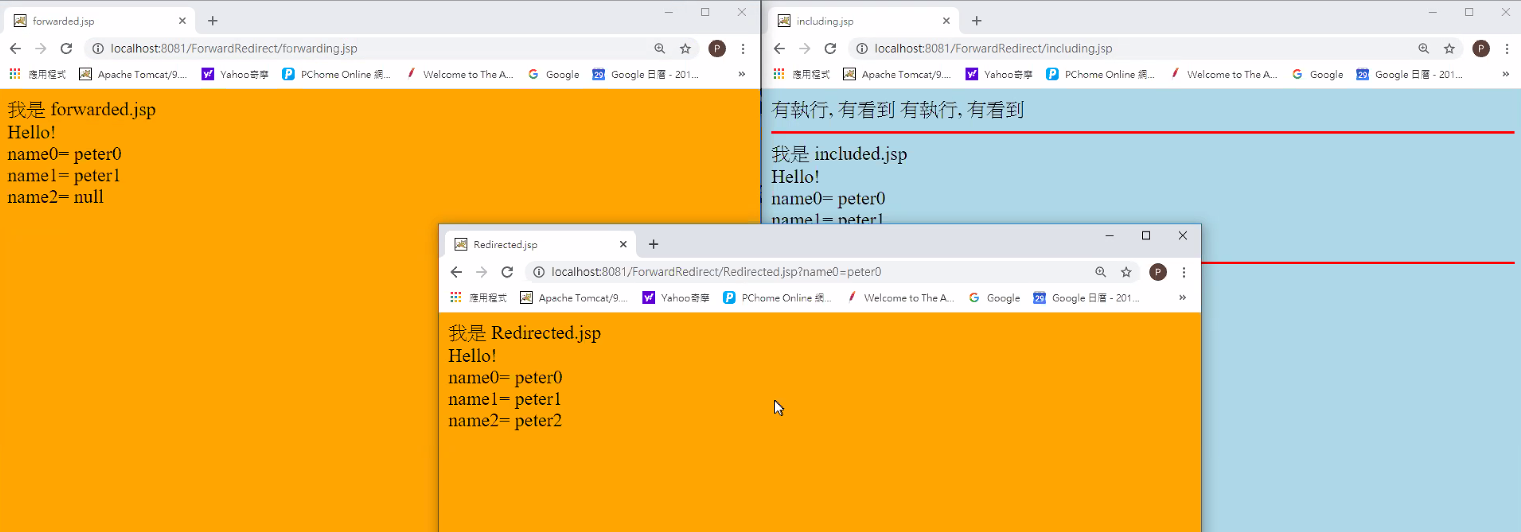 forwarded.jsp
localhost:8081/ForwardRedirect/forwarding.jsp
P
應用程式 Apache Tomcat/9.... Yahoo奇摩 PChome Online 網... Welcome to The A... Google Google 日曆 - 201... »
我是 forwarded.jsp
Hello!
name0= peter0
name1= peter1
name2= null
including.jsp
localhost:8081/ForwardRedirect/including.jsp
P
應用程式 Apache Tomcat/9.... Yahoo奇摩 PChome Online 網... Welcome to The A... Google Google 日曆 - 201... »
有執行, 有看到 有執行, 有看到
我是 included.jsp
Hello!
name0= peter0
name1= peter1
Redirected.jsp
localhost:8081/ForwardRedirect/Redirected.jsp?name0=peter0
P
應用程式 Apache Tomcat/9.... Yahoo奇摩 PChome Online 網... Welcome to The A... Google Google 日曆 - 201... »
我是 Redirected.jsp
Hello!
name0= peter0
name1= peter1
name2= peter2